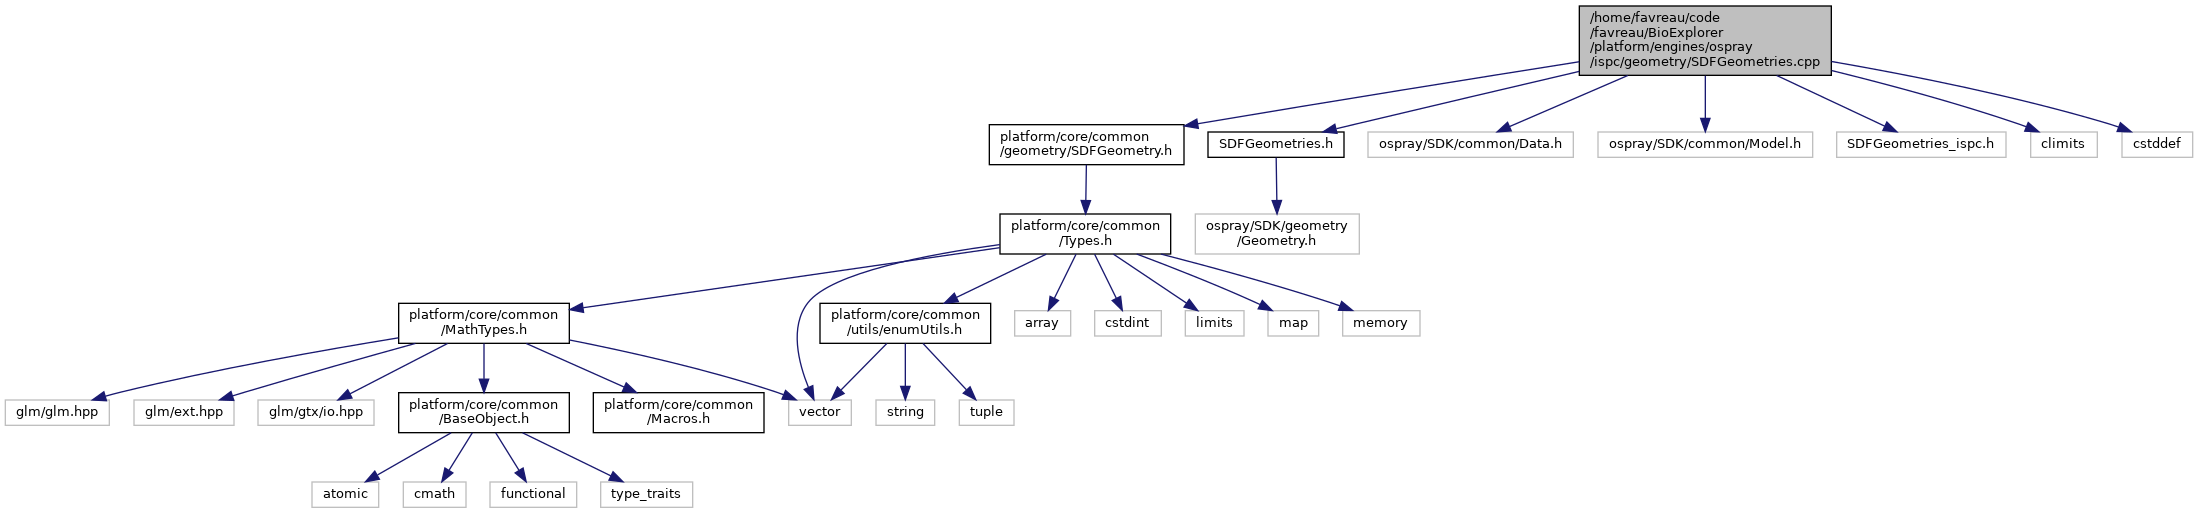 /home/favreau/code
/favreau/BioExplorer
/platform/engines/ospray
/ispc/geometry/SDFGeometries.cpp
platform/core/common
/geometry/SDFGeometry.h
SDFGeometries.h
ospray/SDK/common/Data.h
ospray/SDK/common/Model.h
SDFGeometries_ispc.h
climits
cstddef
platform/core/common
/Types.h
ospray/SDK/geometry
/Geometry.h
platform/core/common
/MathTypes.h
platform/core/common
/utils/enumUtils.h
array
cstdint
limits
map
memory
glm/glm.hpp
glm/ext.hpp
glm/gtx/io.hpp
platform/core/common
/BaseObject.h
platform/core/common
/Macros.h
vector
string
tuple
atomic
cmath
functional
type_traits